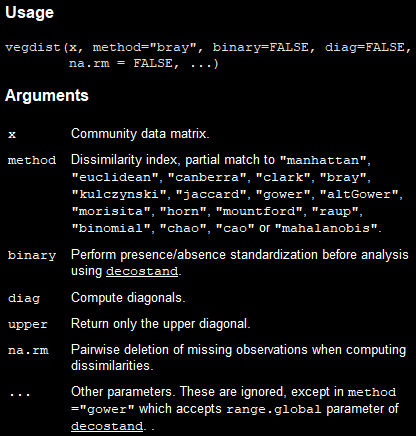 Usage
vegdist(x, method="bray", binary=FALSE, diag=FALSE,
na.rm = FALSE, ...)
Arguments
x Community data matrix.
method Dissimilarity index, partial match to "manhattan",
"euclidean", "canberra", "clark", "bray",
"kulczynski", "jaccard", "gower", "altGower",
"morisita", "horn", "mountford", "raup",
"binomial", "chao", "cao" or "mahalanobis".
binary Perform presence/absence standardization before analysis
using decostand.
diag Compute diagonals.
upper Return only the upper diagonal.
na.rm Pairwise deletion of missing observations when computing
dissimilarities.
... Other parameters. These are ignored, except in method
="gower" which accepts range.global parameter of
decostand. .